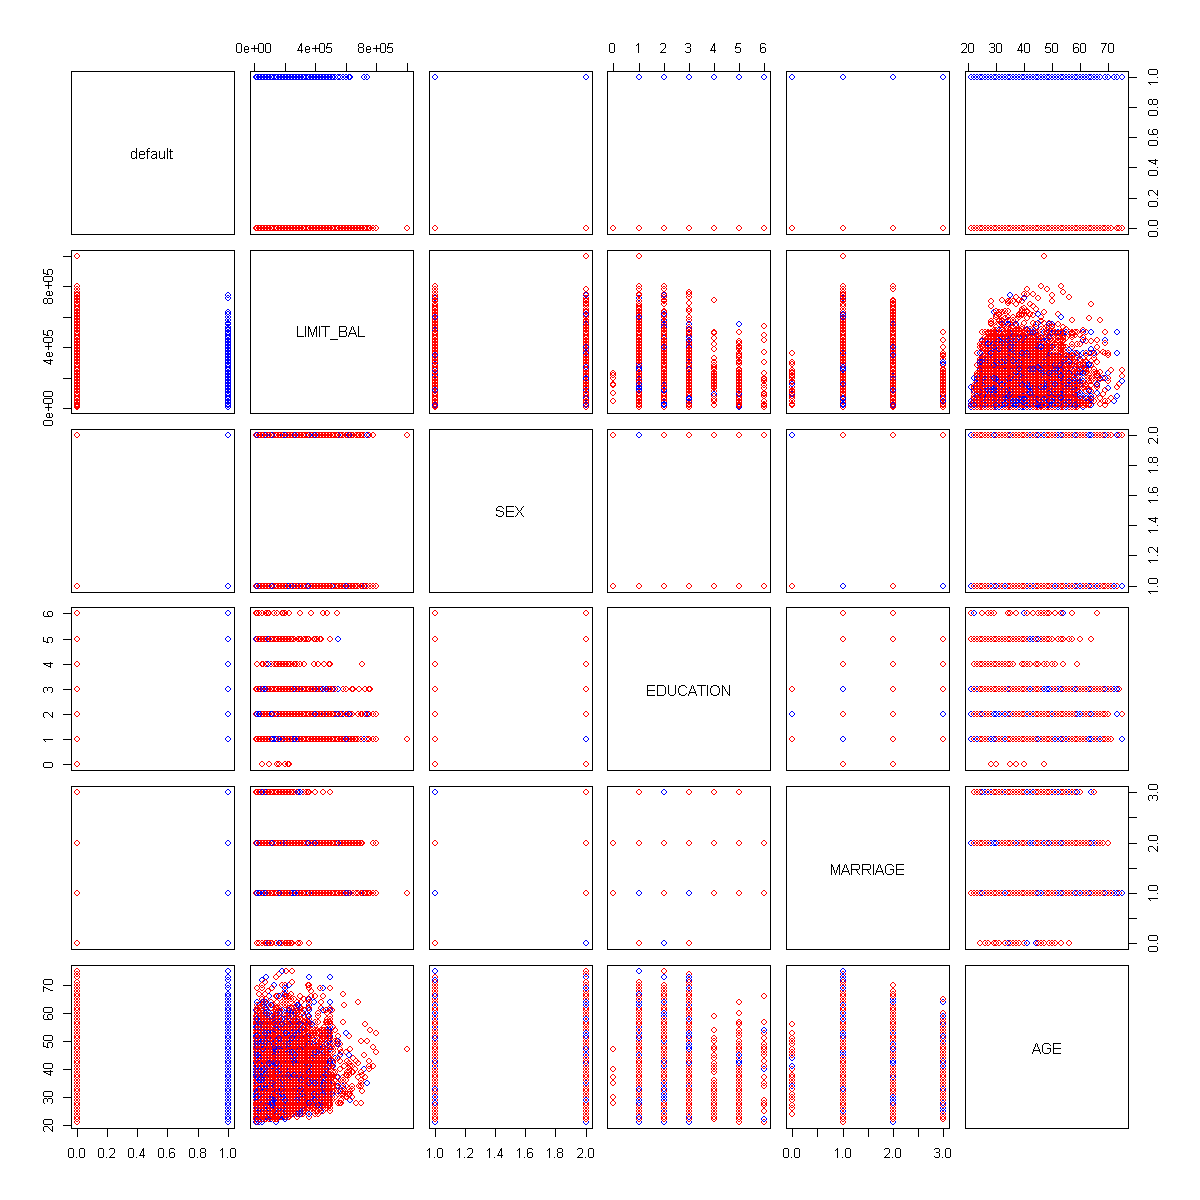 0e+00 4e+05 8e+05 0 1 2 3 4 5 6 20 30 40 50 60 70
default
0.0 0.2 0.4 0.6 0.8 1.0
0e+00 4e+05 8e+05
LIMIT_BAL
SEX
1.0 1.2 1.4 1.6 1.8 2.0
0 1 2 3 4 5 6
EDUCATION
MARRIAGE
0.0 1.0 2.0 3.0
20 30 40 50 60 70
AGE
0.0 0.2 0.4 0.6 0.8 1.0 1.0 1.2 1.4 1.6 1.8 2.0 0.0 1.0 2.0 3.0